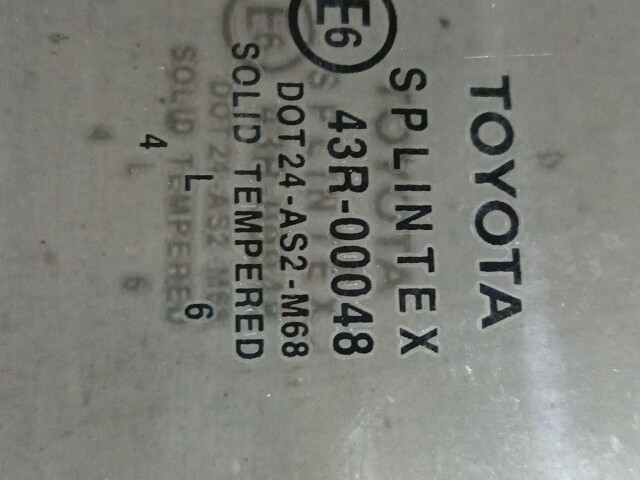 TOYOTA
SPLINTEX
E6 43R-00048
DOT24-AS2-M68
SOLID TEMPERED
4 L 6